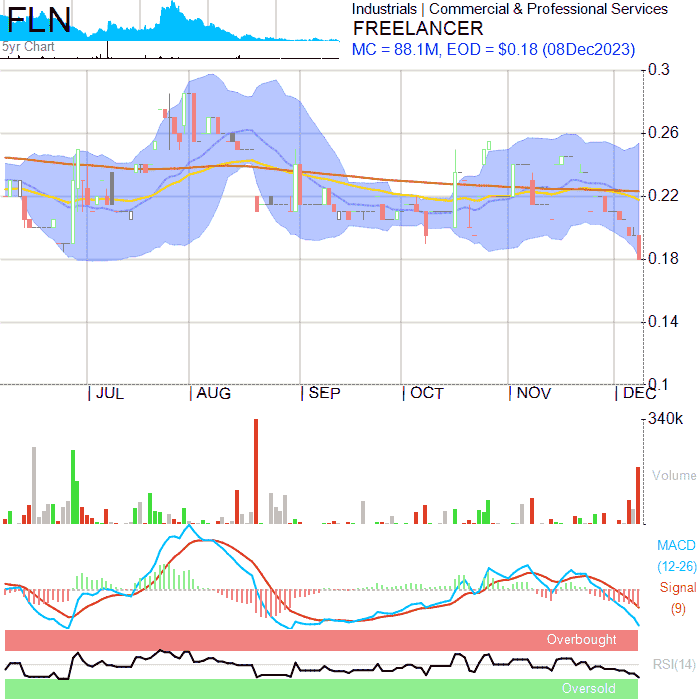 FLN
5yr Chart
Industrials | Commercial & Professional Services
FREELANCER
MC = 88.1M, EOD = $0.18 (08Dec2023)
0.3
0.26
0.22
0.18
0.14
0.1
JUL AUG SEP OCT NOV DEC
340k
Volume
MACD
(12-26)
Signal
(9)
Overbought
RSI(14)
Oversold